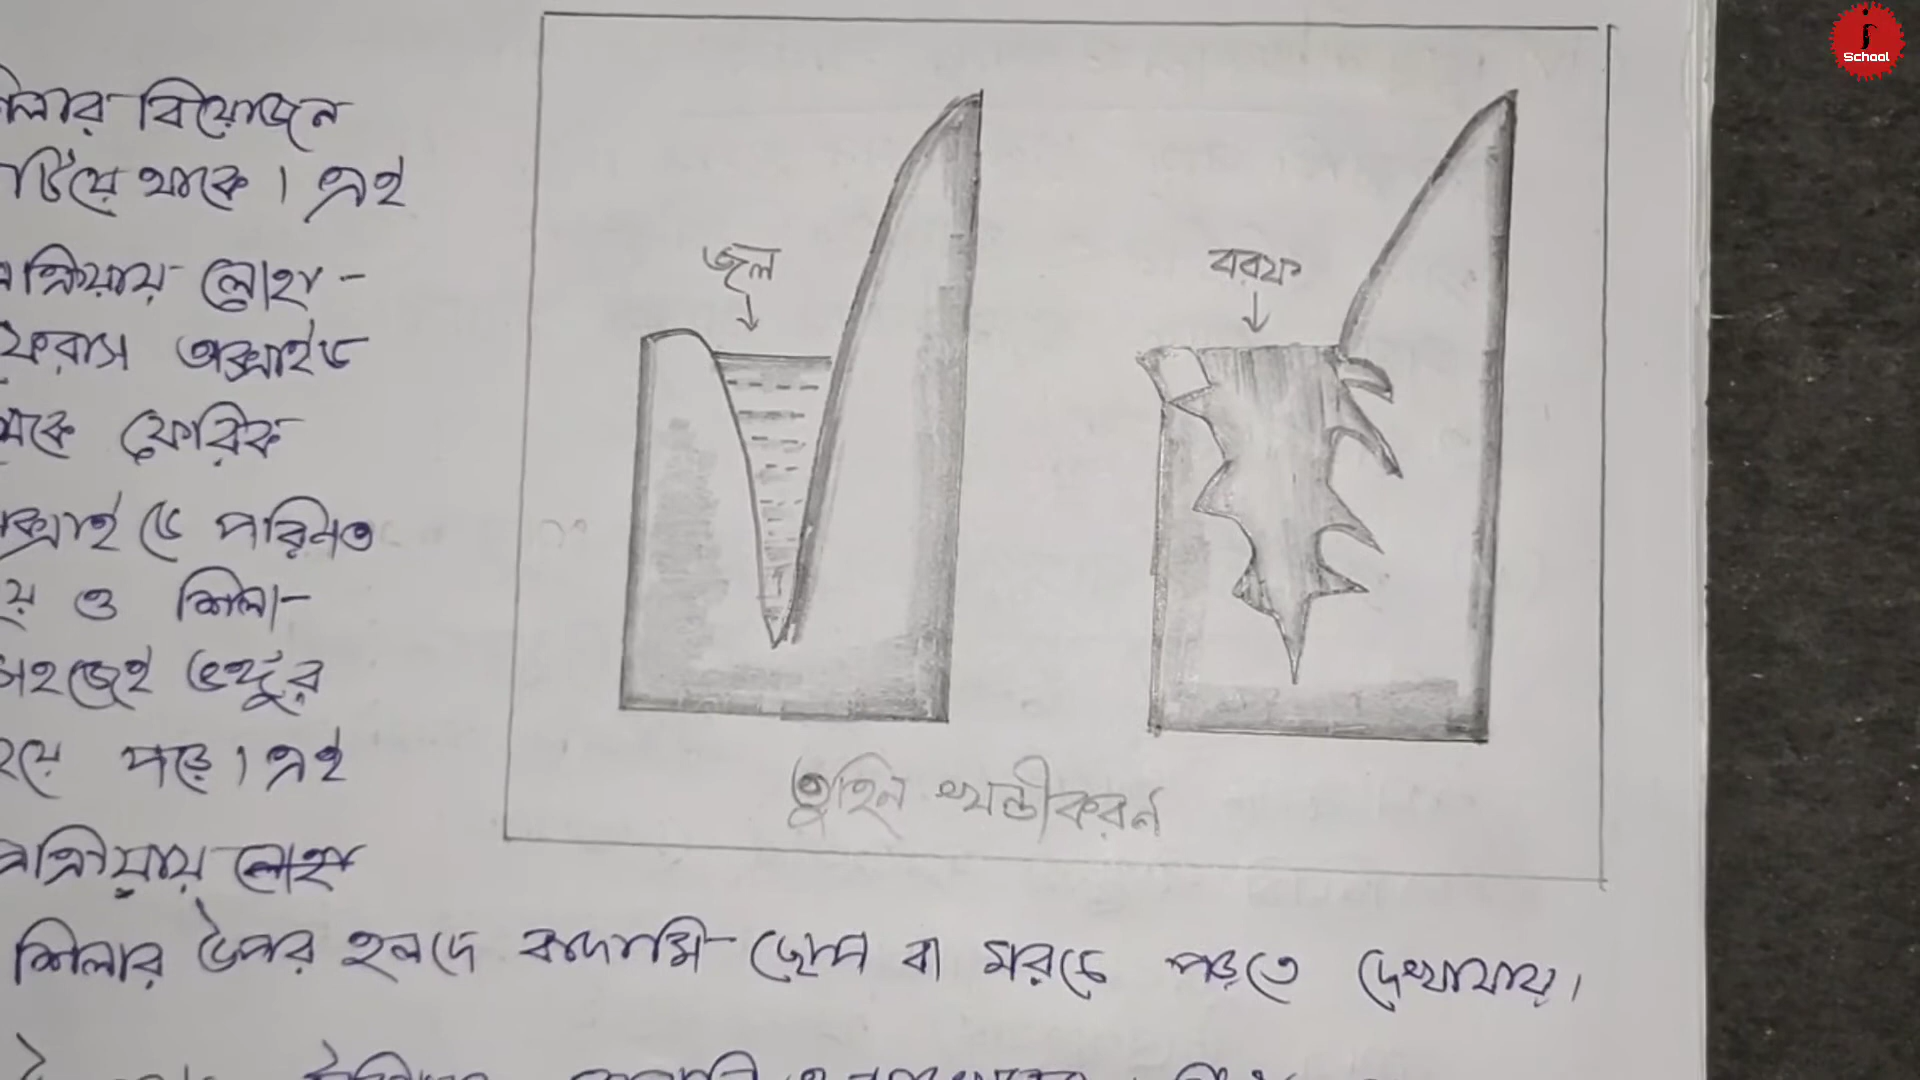 শিলার বিয়োজন
ঘটিয়ে থাকে। এই
প্রক্রিয়ায় লোহা-
ফেরাস অক্সাইড
থেকে ফেরিক
অক্সাইডে পরিনত
হয় ও শিলা-
সহজেই ভঙ্গুর
হয়ে পড়ে। এই
প্রক্রিয়ায় লোহা
শিলার উপর হলদে বাদামি ছোপ বা মরচে পড়তে দেখাযায়।
জল
বরফ
তুহিন খন্ডীকরণ
School